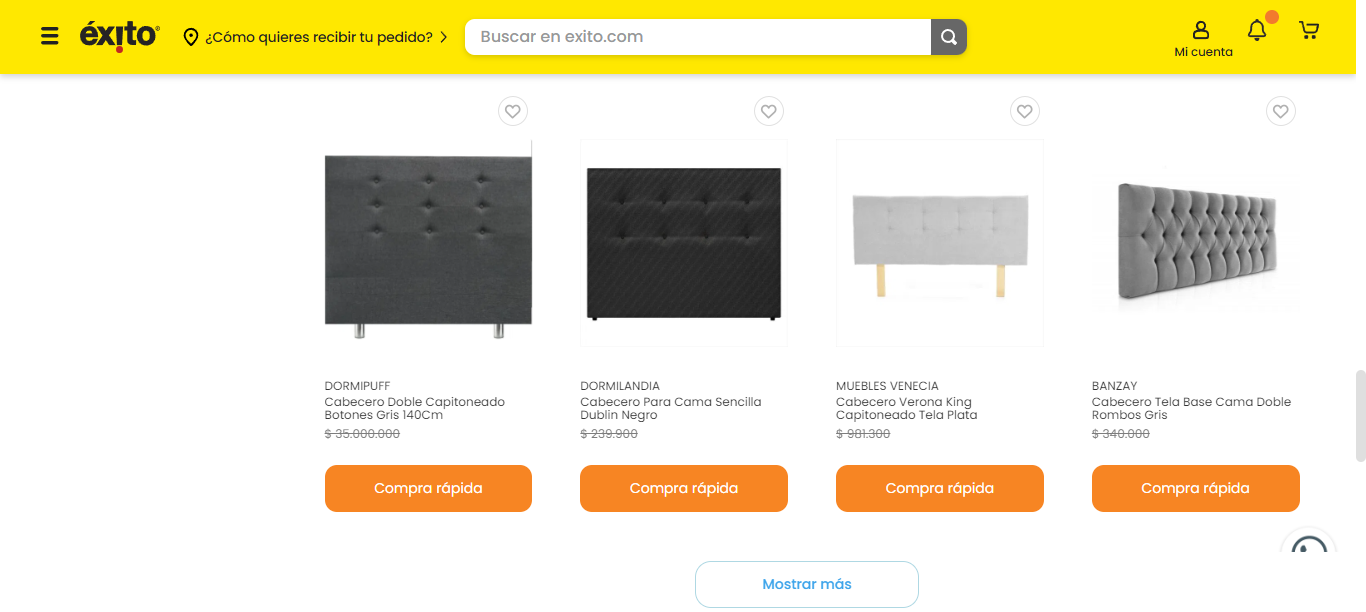 éxito®
¿Cómo quieres recibir tu pedido?
Buscar en exito.com
Mi cuenta
DORMIPUFF
Cabecero Doble Capitoneado
Botones Gris 140Cm
$ 35.000.000
Compra rápida
DORMILANDIA
Cabecero Para Cama Sencilla
Dublin Negro
$ 239.900
Compra rápida
MUEBLES VENECIA
Cabecero Verona King
Capitoneado Tela Plata
$ 981.300
Compra rápida
BANZAY
Cabecero Tela Base Cama Doble
Rombos Gris
$ 340.000
Compra rápida
Mostrar más